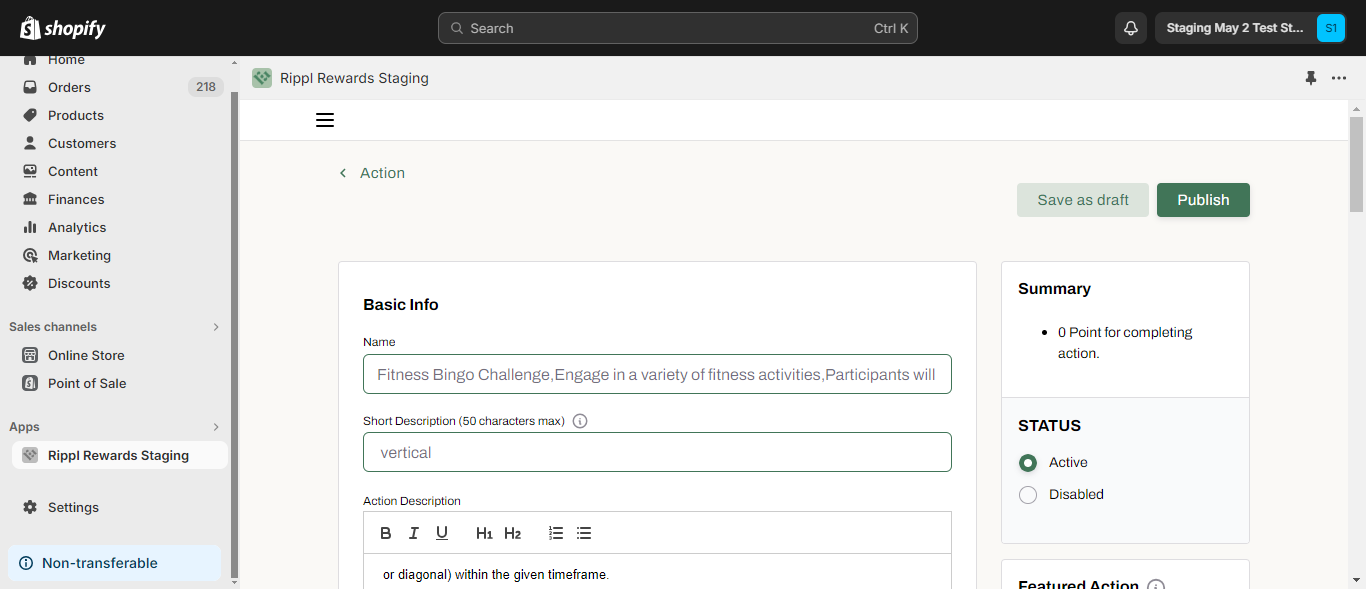 shopify
Search
Ctrl K
Staging May 2 Test St...
S1
Home
Orders
218
Products
Customers
Content
Finances
Analytics
Marketing
Discounts
Sales channels
Online Store
Point of Sale
Apps
Rippl Rewards Staging
Settings
Non-transferable
Rippl Rewards Staging
Action
Save as draft
Publish
Basic Info
Name
Fitness Bingo Challenge,Engage in a variety of fitness activities,Participants will
Short Description (50 characters max)
vertical
Action Description
B I U H1 H2
or diagonal) within the given timeframe.
Summary
0 Point for completing
action.
STATUS
Active
Disabled
Featured Action